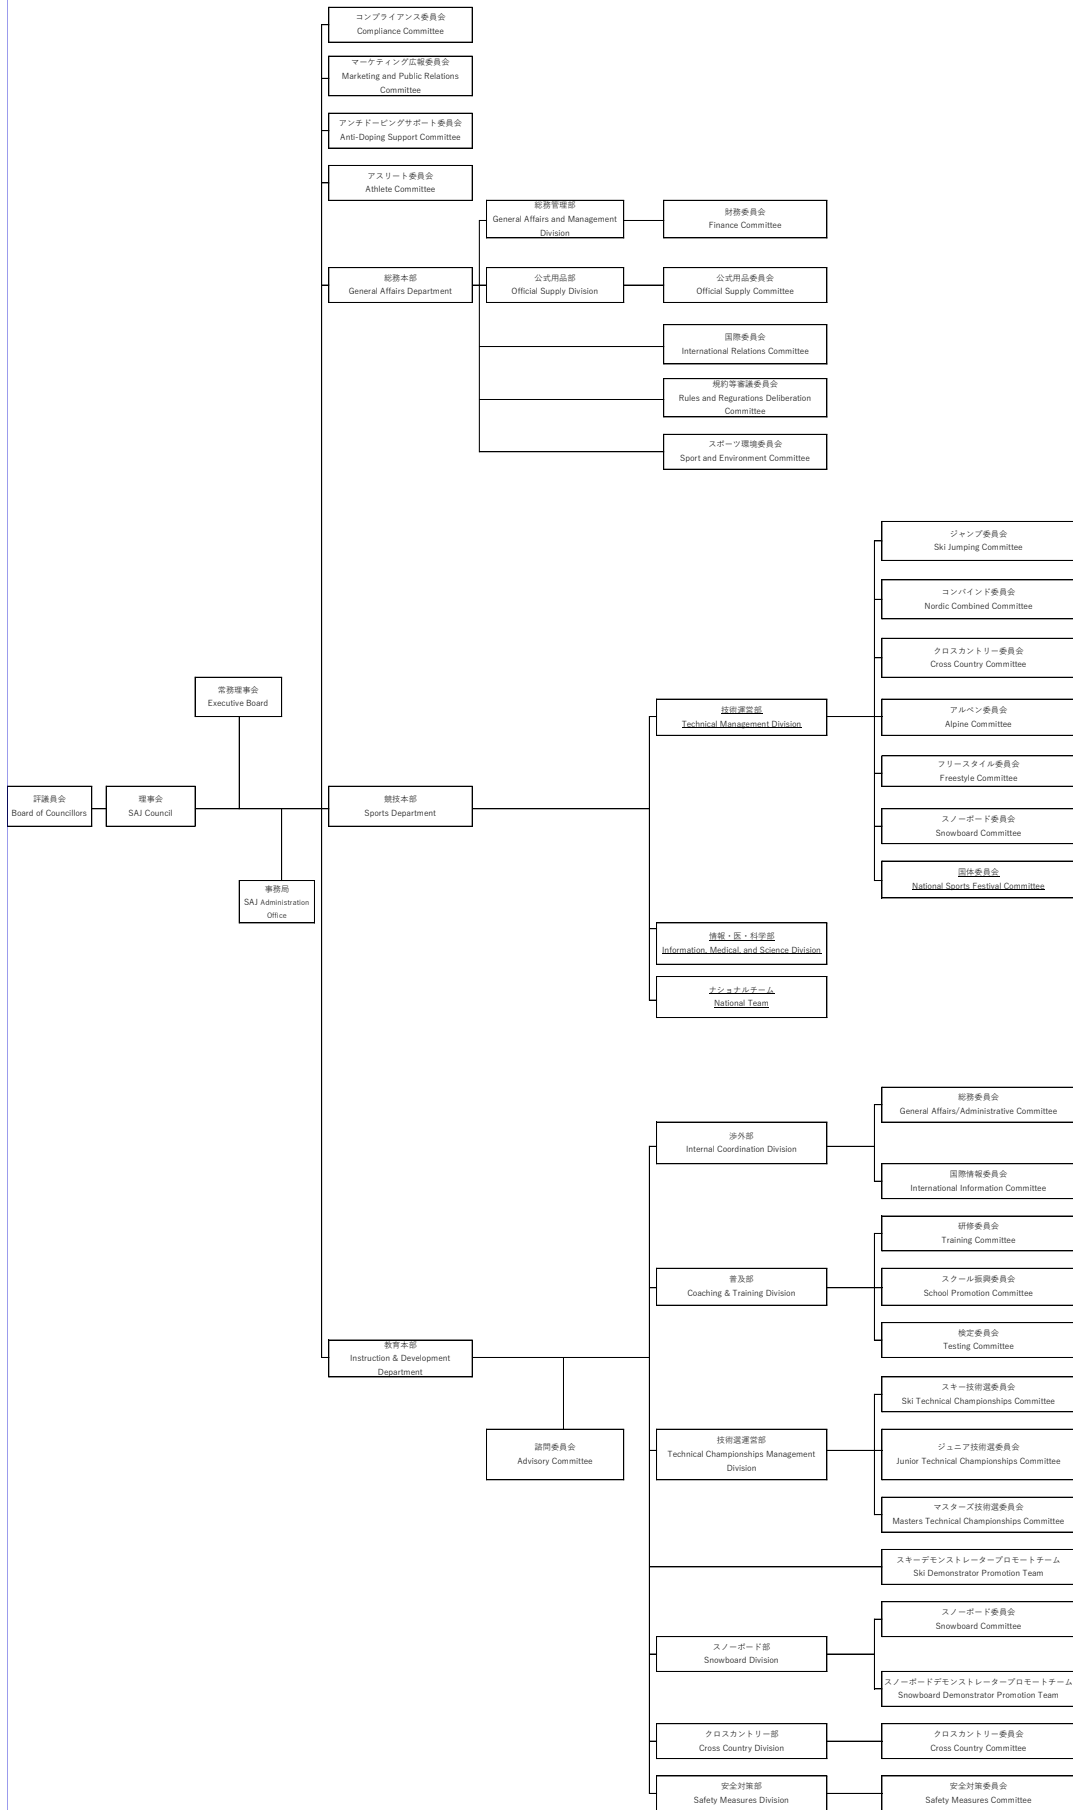 コンプライアンス委員会
Compliance Committee
マーケティング広報委員会
Marketing and Public Relations
Committee
アンチドーピングサポート委員会
Anti-Doping Support Committee
アスリート委員会
Athlete Committee
総務管理部
General Affairs and Management
Division
財務委員会
Finance Committee
総務本部
General Affairs Department
公式用品部
Official Supply Division
公式用品委員会
Official Supply Committee
国際委員会
International Relations Committee
規約等審議委員会
Rules and Regurations Deliberation
Committee
スポーツ環境委員会
Sport and Environment Committee
ジャンプ委員会
Ski Jumping Committee
コンバインド委員会
Nordic Combined Committee
クロスカントリー委員会
Cross Country Committee
常務理事会
Executive Board
技術運営部
Technical Management Division
アルペン委員会
Alpine Committee
フリースタイル委員会
Freestyle Committee
評議員会
Board of Councillors
理事会
SAJ Council
競技本部
Sports Department
スノーボード委員会
Snowboard Committee
事務局
SAJ Administration
Office
国体委員会
National Sports Festival Committee
情報・医・科学部
Information, Medical, and Science Division
ナショナルチーム
National Team
総務委員会
General Affairs/Administrative Committee
渉外部
Internal Coordination Division
国際情報委員会
International Information Committee
研修委員会
Training Committee
普及部
Coaching & Training Division
スクール振興委員会
School Promotion Committee
検定委員会
Testing Committee
教育本部
Instruction & Development
Department
スキー技術選委員会
Ski Technical Championships Committee
諮問委員会
Advisory Committee
技術選運営部
Technical Championships Management
Division
ジュニア技術選委員会
Junior Technical Championships Committee
マスターズ技術選委員会
Masters Technical Championships Committee
スキーデモンストレータープロモートチーム
Ski Demonstrator Promotion Team
スノーボード委員会
Snowboard Committee
スノーボード部
Snowboard Division
スノーボードデモンストレータープロモートチーム
Snowboard Demonstrator Promotion Team
クロスカントリー部
Cross Country Division
クロスカントリー委員会
Cross Country Committee
安全対策部
Safety Measures Division
安全対策委員会
Safety Measures Committee